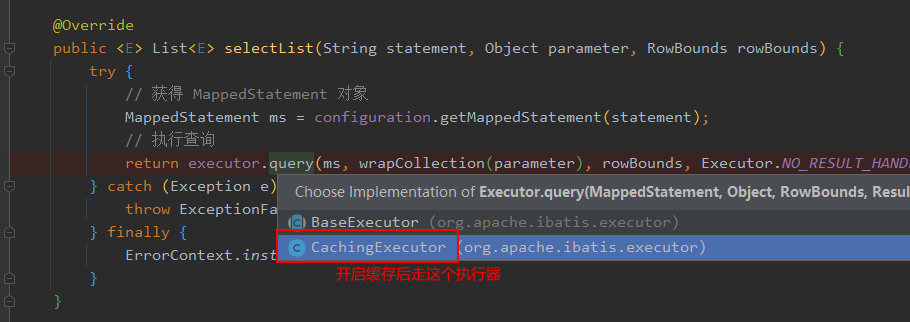 @Override
public <E> List<E> selectList(String statement, Object parameter, RowBounds rowBounds) {
try {
// 获得 MappedStatement 对象
MappedStatement ms = configuration.getMappedStatement(statement);
// 执行查询
return executor.query(ms, wrapCollection(parameter), rowBounds, Executor.NO_RESULT_HAND
} catch (Exception e)
Choose Implementation of Executor.query(MappedStatement, Object, RowBounds, Resul
throw ExceptionFa
BaseExecutor (org.apache.ibatis.executor)
} finally {
CachingExecutor (org.apache.ibatis.executor)
ErrorContext.inst
开启缓存后走这个执行器
}
}